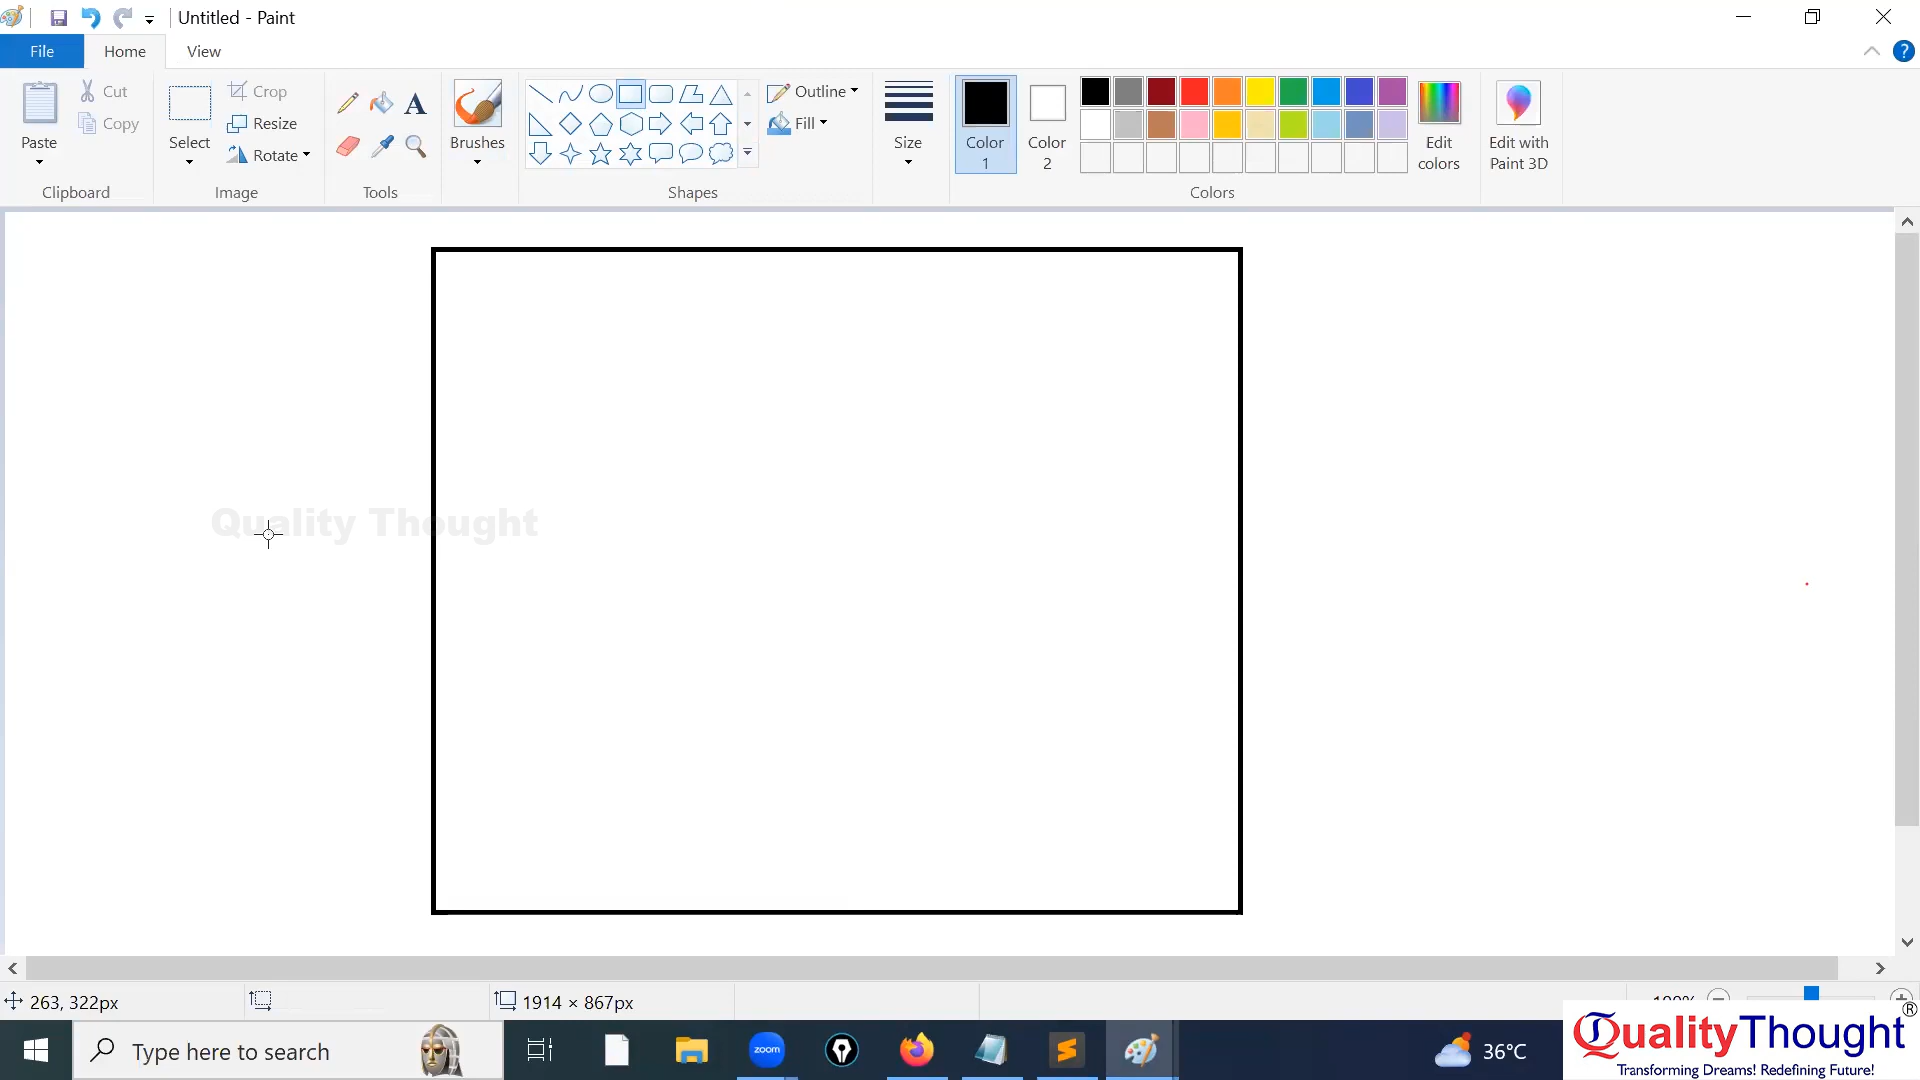 Untitled - Paint
File
Home
View
Paste
Cut
Copy
Clipboard
Select
Crop
Resize
Rotate
Image
A
Tools
Brushes
Shapes
Outline
Fill
Size
Color
1
Color
2
Colors
Edit
colors
Edit with
Paint 3D
?
Quality Thought
263, 322px
1914 × 867px
100%
Type here to search
zoom
36°C
QualityThought®
Transforming Dreams! Redefining Future!